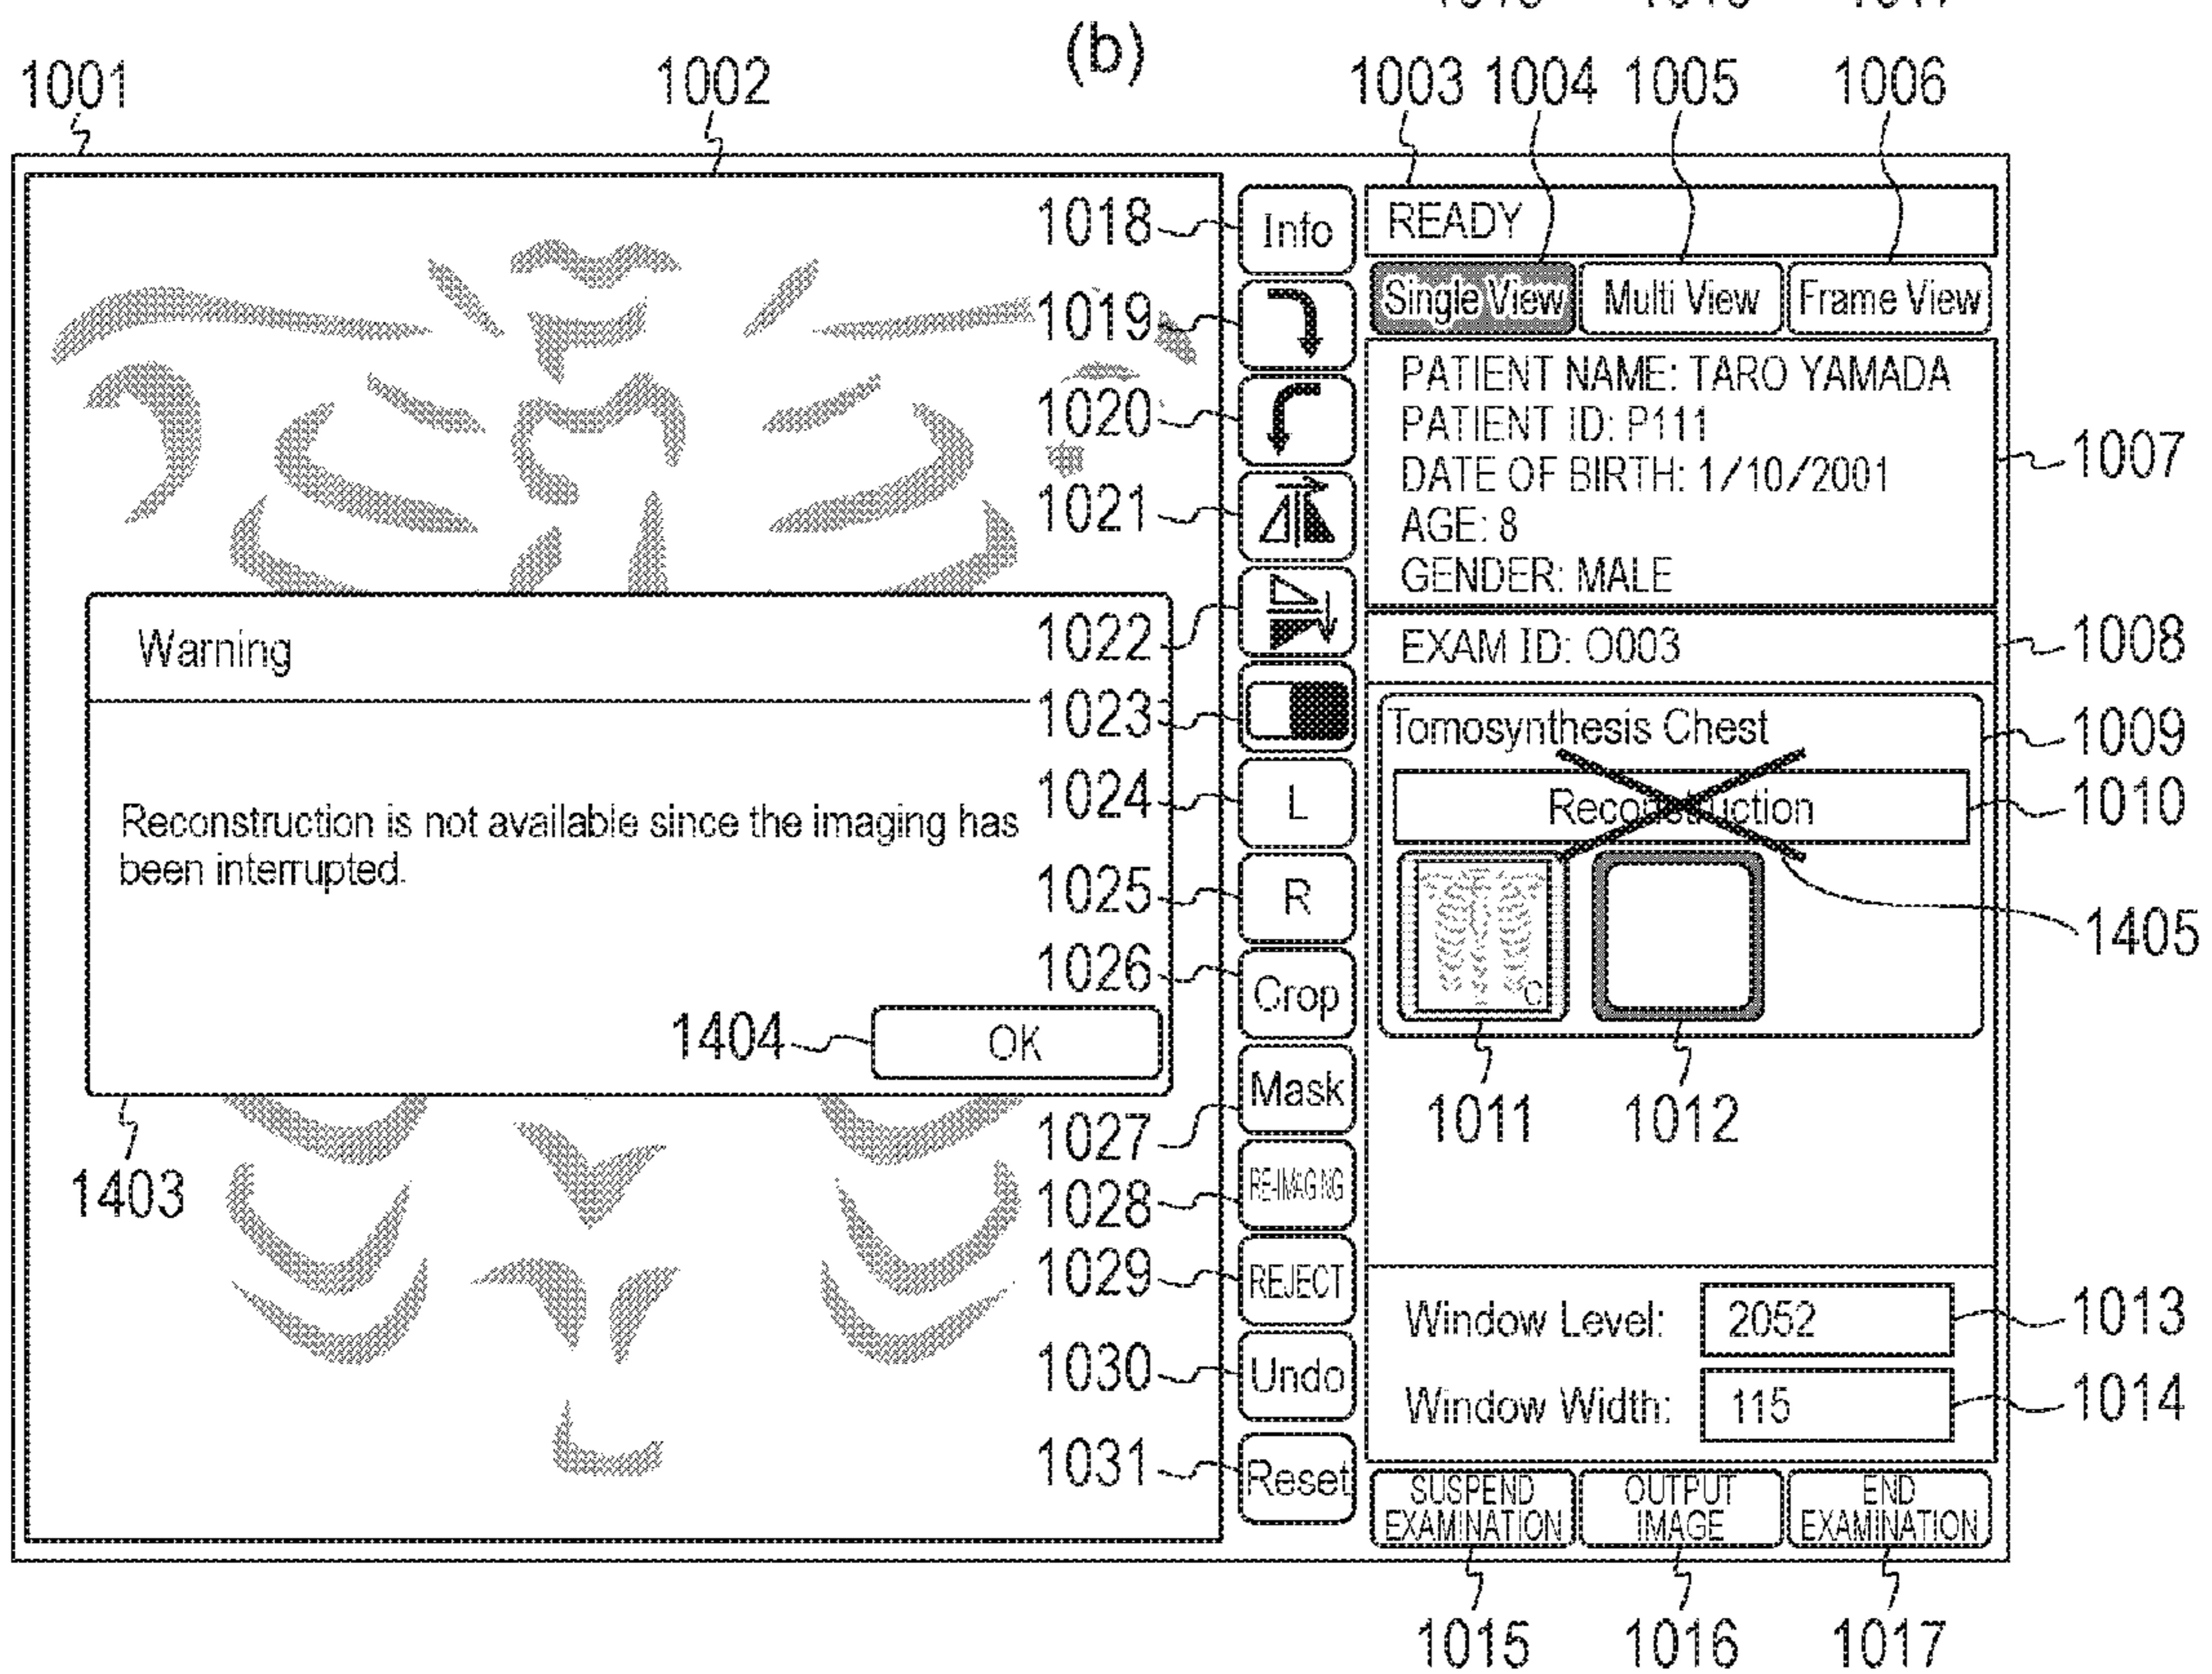 (b)
1001
1002
1003 1004 1005 1006
1018
Info
READY
1019
Single View
Multi View
Frame View
1020
PATIENT NAME: TARO YAMADA
PATIENT ID: P111
DATE OF BIRTH: 1/10/2001
AGE: 8
GENDER: MALE
1007
1021
1022
EXAM ID: O003
1008
Warning
1023
Tomosynthesis Chest
1009
1024
L
Reconstruction
1010
Reconstruction is not available since the imaging has
been interrupted.
1025
R
1405
1026
Crop
C
1404
OK
1027
Mask
1011
1012
1403
1028
RE-IMAGING
1029
REJECT
Window Level:
2052
1013
1030
Undo
Window Width:
115
1014
1031
Reset
SUSPEND
EXAMINATION
OUTPUT
IMAGE
END
EXAMINATION
1015
1016
1017